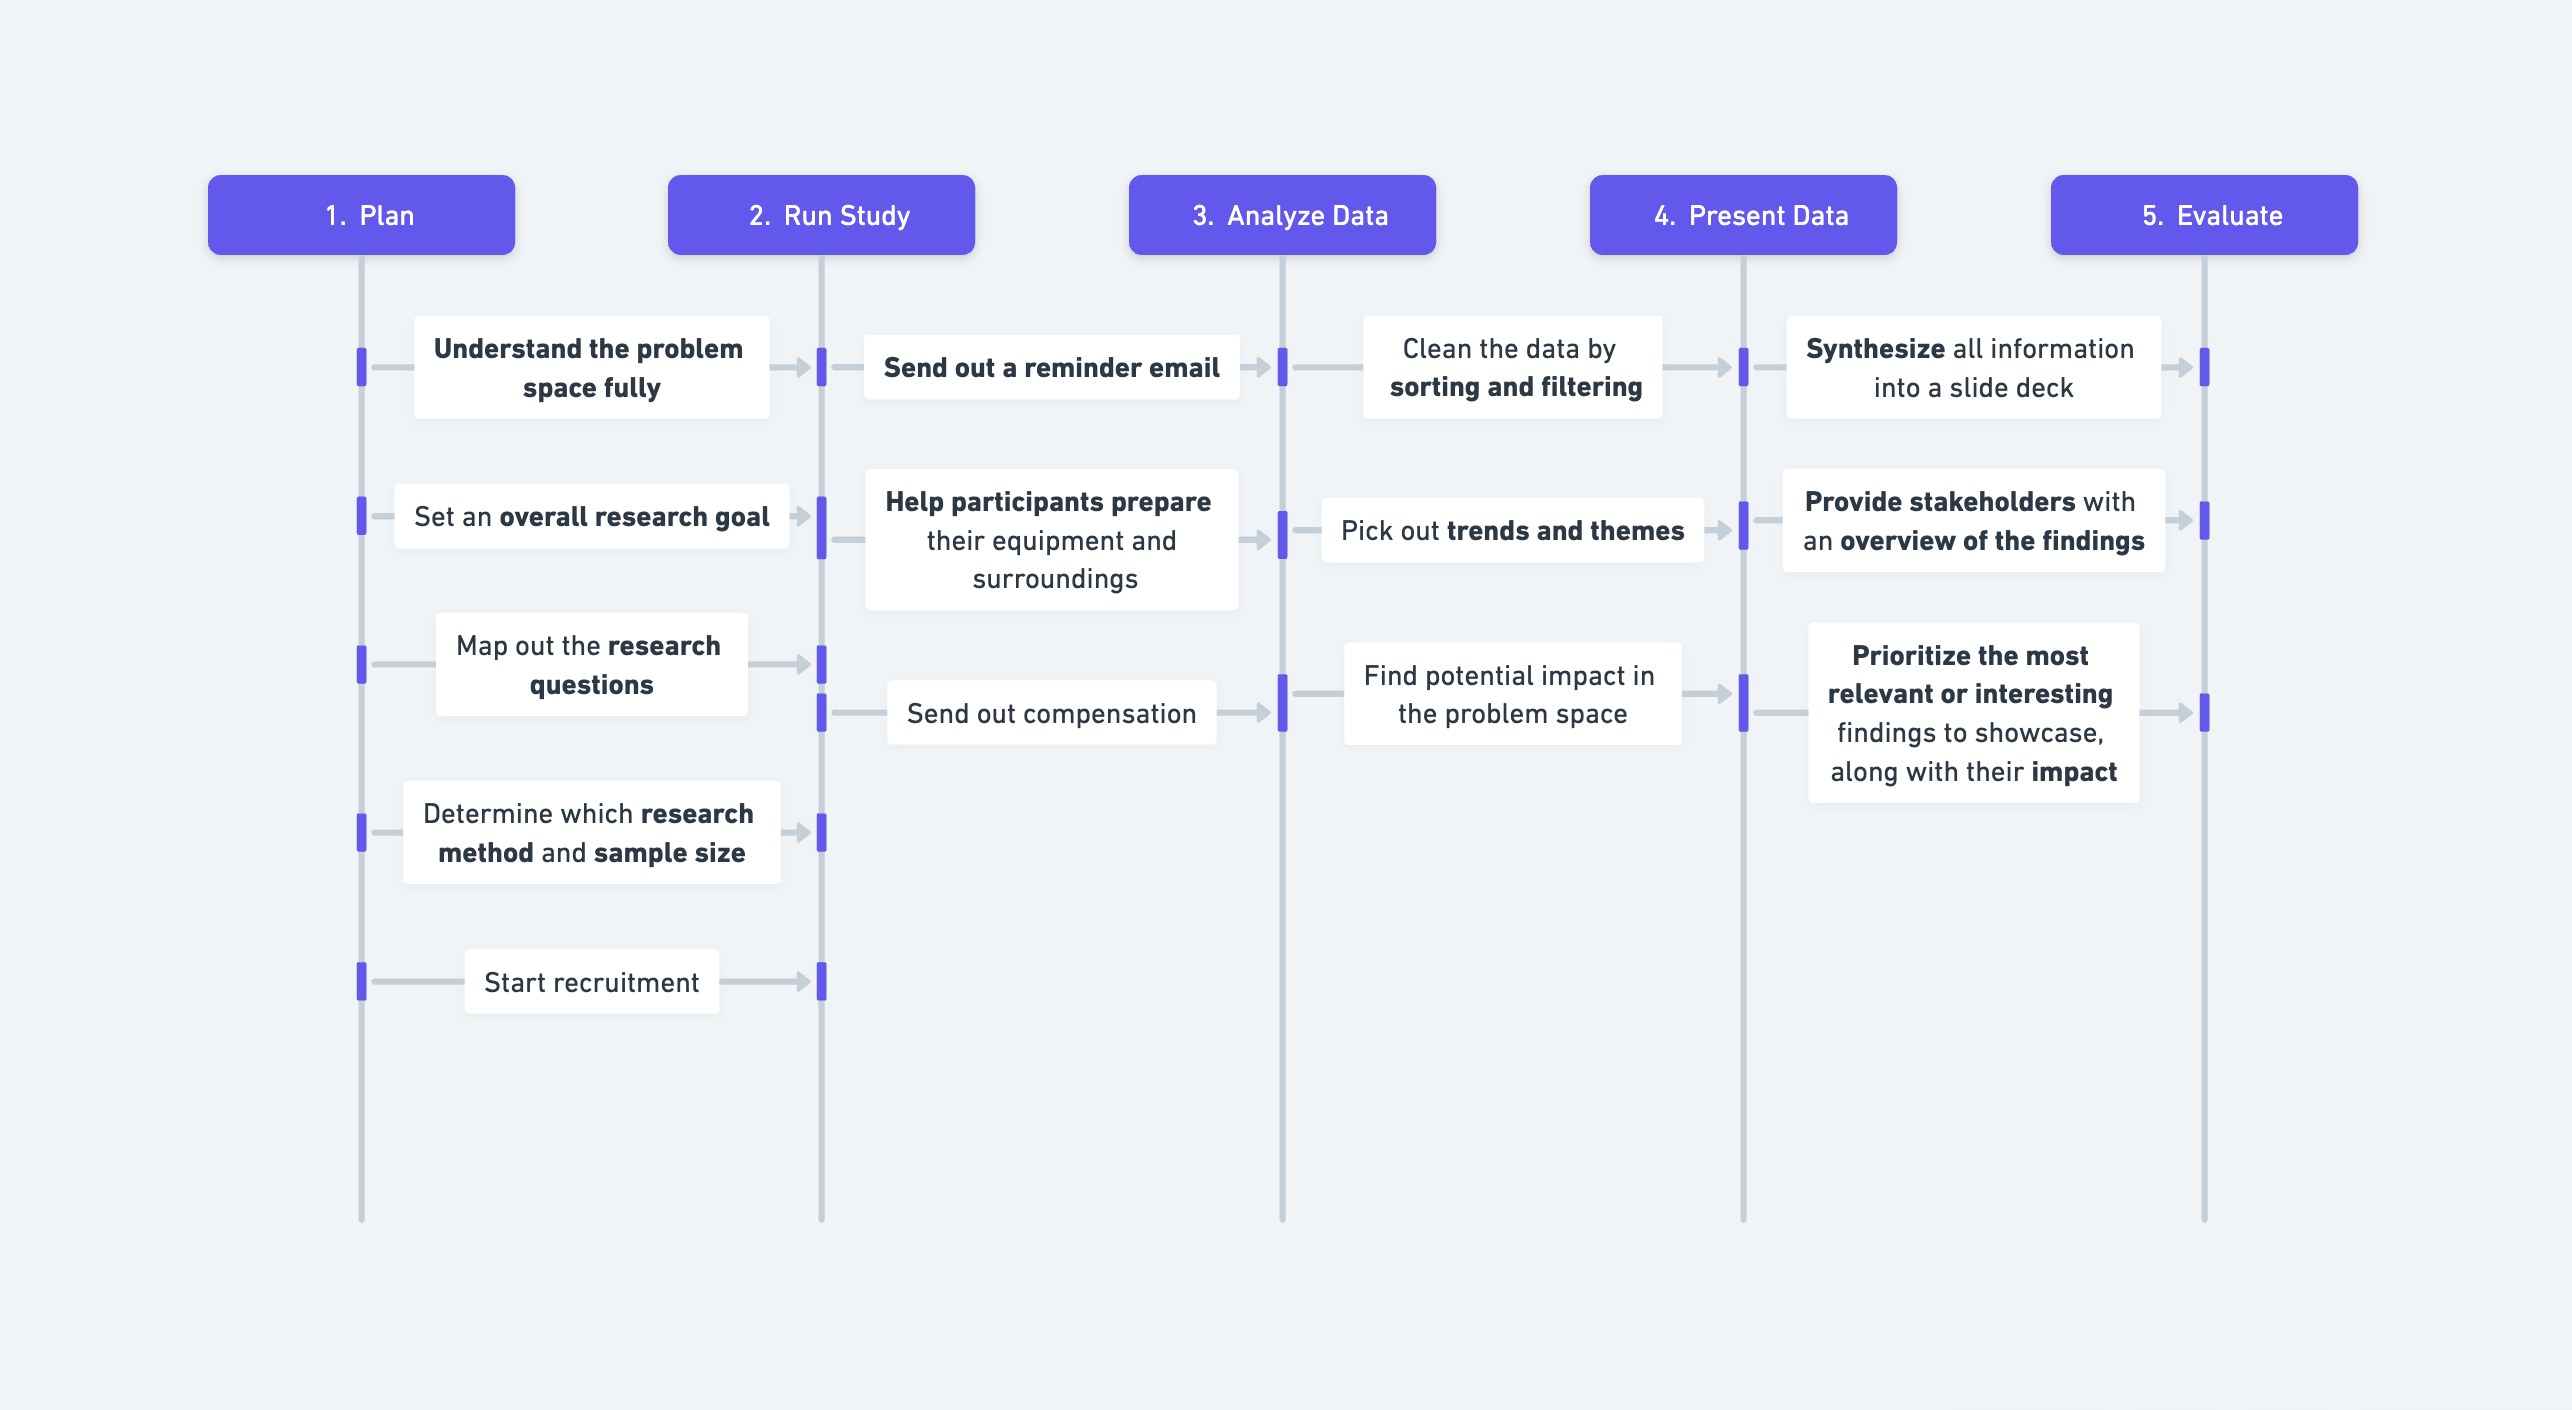 1. Plan
2. Run Study
3. Analyze Data
4. Present Data
5. Evaluate
Understand the problem
space fully
Set an overall research goal
Map out the research
questions
Determine which research
method and sample size
Start recruitment
Send out a reminder email
Help participants prepare
their equipment and
surroundings
Send out compensation
Clean the data by
sorting and filtering
Pick out trends and themes
Find potential impact in
the problem space
Synthesize all information
into a slide deck
Provide stakeholders with
an overview of the findings
Prioritize the most
relevant or interesting
findings to showcase,
along with their impact